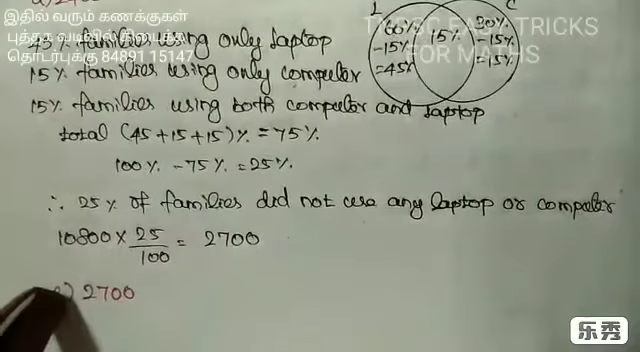 இதில் வரும் கணக்குகள்
புத்தக வடிவில் கிடைக்க
தொடர்புக்கு 84891 15147
TRICKS
FOR MATHS
L C
60%
-15%
=45%
15%
30%
-15%
=15%
families using only laptop
15% families using only computer
15% families using both computer and laptop
total (45+15+15)% = 75%
100% - 75% = 25%
∴ 25% of families did not use any laptop or computer
10800 × 25/100 = 2700
2700
乐秀